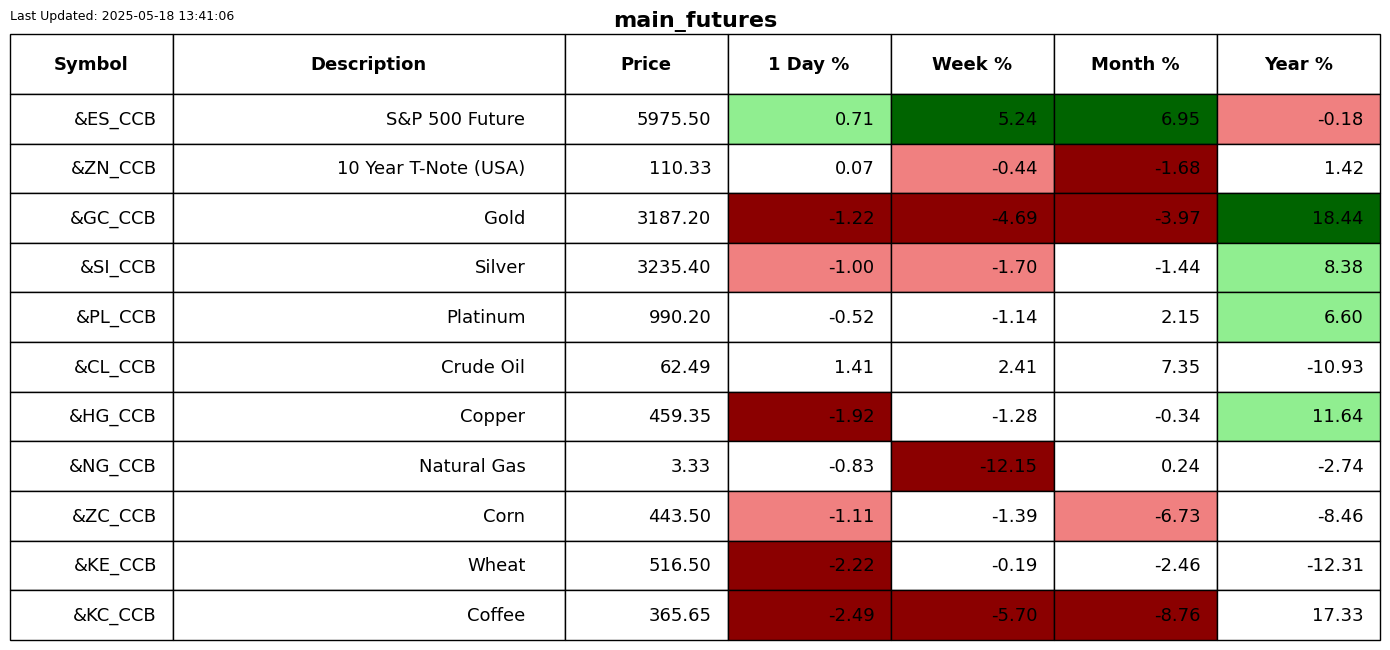 Last Updated: 2025-05-18 13:41:06
main_futures
Symbol Description Price 1 Day % Week % Month % Year %
&ES_CCB S&P 500 Future 5975.50 0.71 5.24 6.95 -0.18
&ZN_CCB 10 Year T-Note (USA) 110.33 0.07 -0.44 -1.68 1.42
&GC_CCB Gold 3187.20 -1.22 -4.69 -3.97 18.44
&SI_CCB Silver 3235.40 -1.00 -1.70 -1.44 8.38
&PL_CCB Platinum 990.20 -0.52 -1.14 2.15 6.60
&CL_CCB Crude Oil 62.49 1.41 2.41 7.35 -10.93
&HG_CCB Copper 459.35 -1.92 -1.28 -0.34 11.64
&NG_CCB Natural Gas 3.33 -0.83 -12.15 0.24 -2.74
&ZC_CCB Corn 443.50 -1.11 -1.39 -6.73 -8.46
&KE_CCB Wheat 516.50 -2.22 -0.19 -2.46 -12.31
&KC_CCB Coffee 365.65 -2.49 -5.70 -8.76 17.33